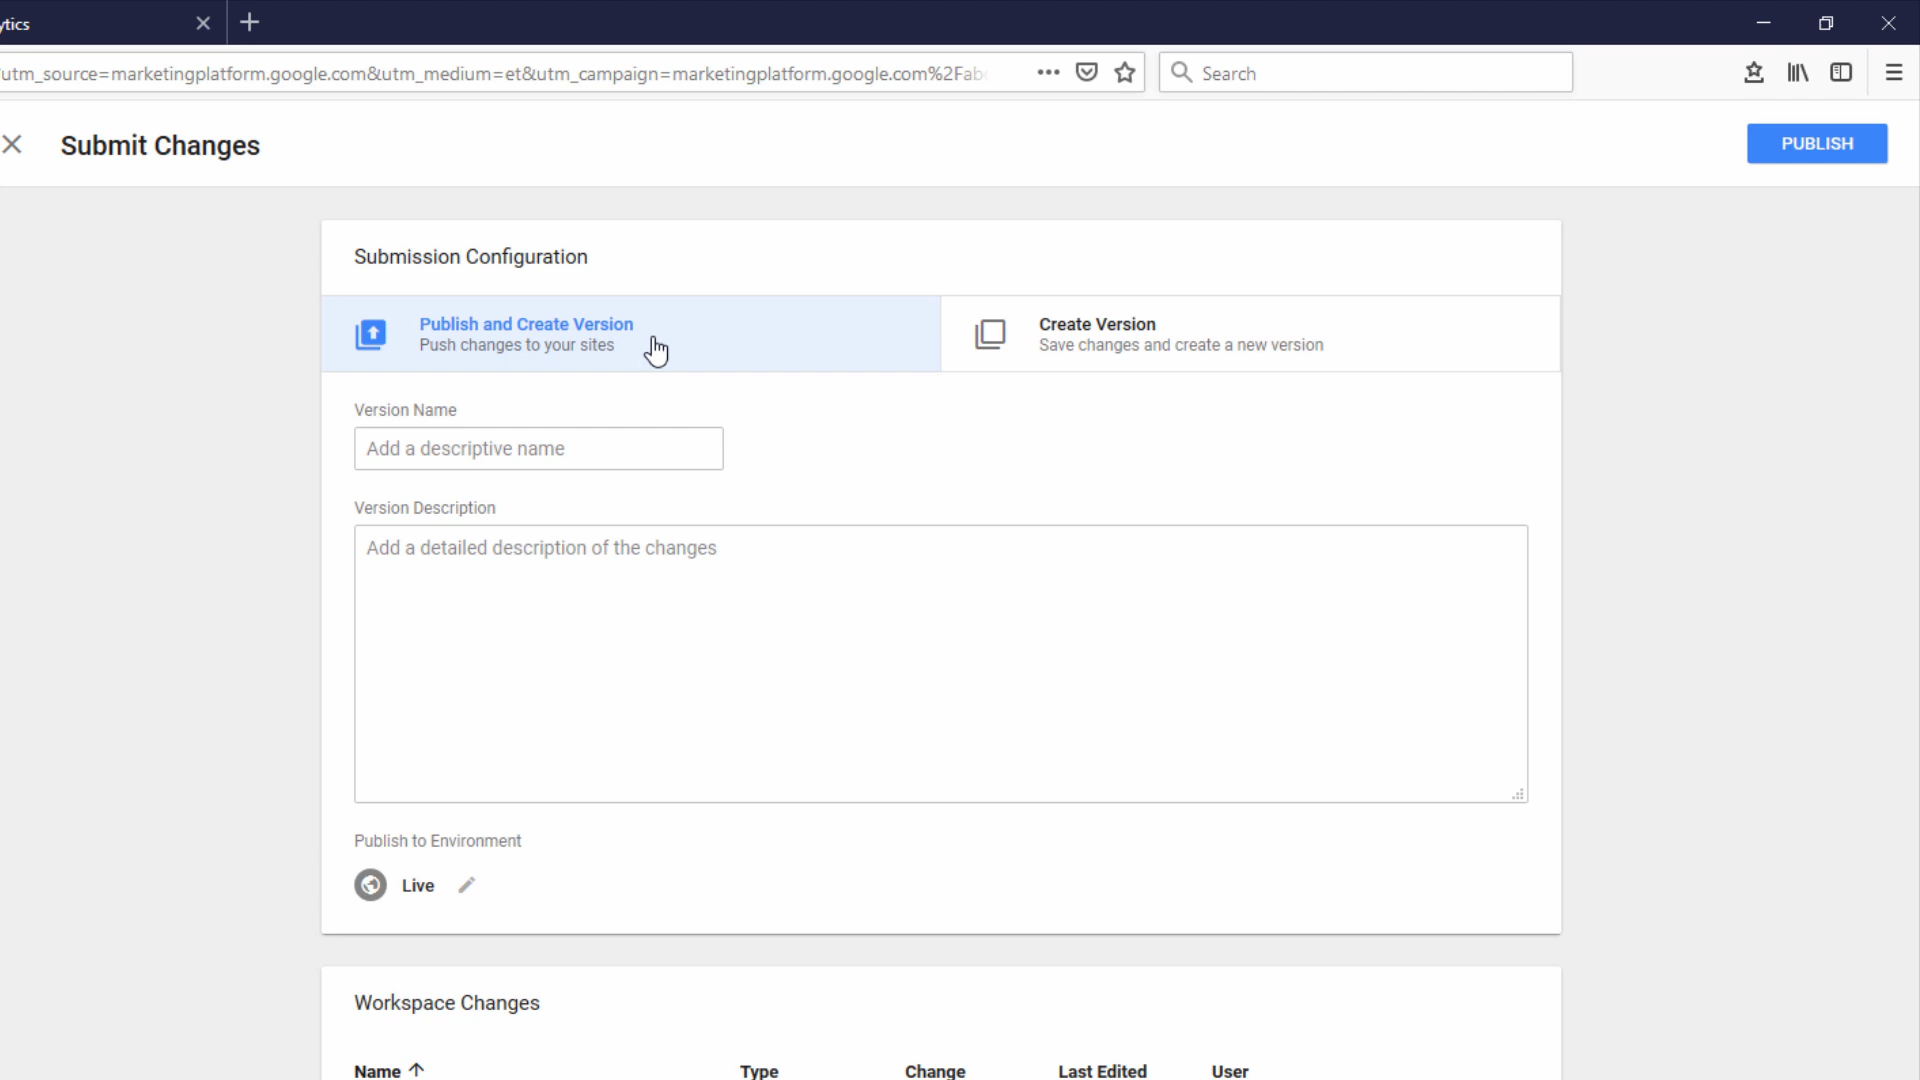 ytics
utm_source=marketingplatform.google.com&utm_medium=et&utm_campaign=marketingplatform.google.com%2Fab
Search
Submit Changes
PUBLISH
Submission Configuration
Publish and Create Version
Push changes to your sites
Create Version
Save changes and create a new version
Version Name
Add a descriptive name
Version Description
Add a detailed description of the changes
Publish to Environment
Live
Workspace Changes
Name Type Change Last Edited User